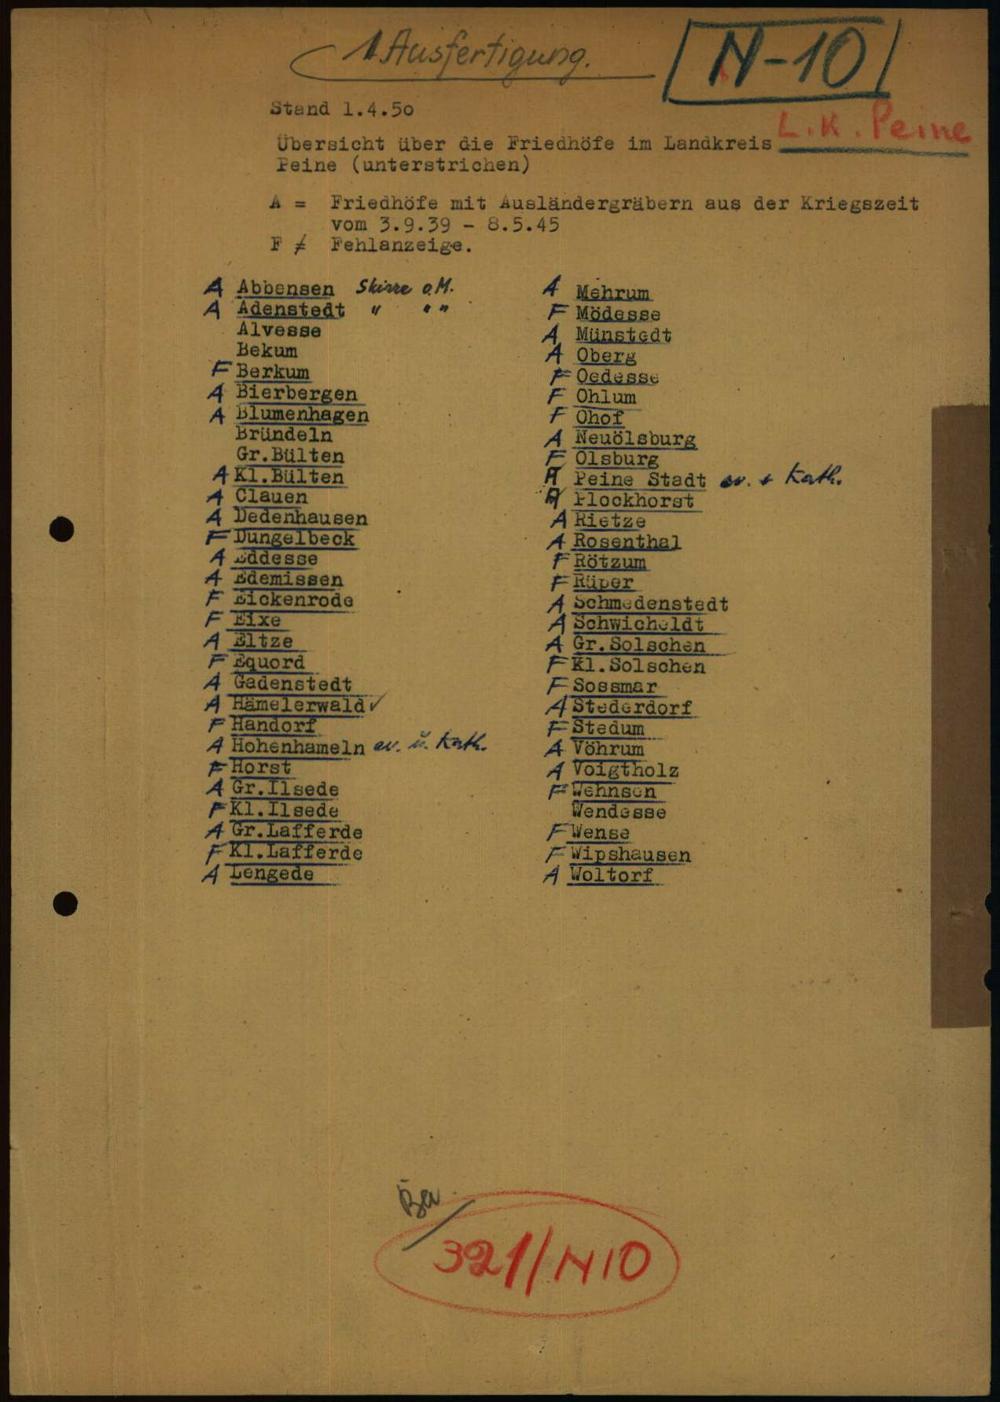 1 Ausfertigung.
N-10
L.K. Peine
Stand 1.4.50
Übersicht über die Friedhöfe im Landkreis
Peine (unterstrichen)
A = Friedhöfe mit Ausländergräbern aus der Kriegszeit
vom 3.9.39 - 8.5.45
F ≠ Fehlanzeige.
A Abbensen Skizze o.M.
A Adenstedt " " "
Alvesse
Bekum
F Berkum
A Bierbergen
A Blumenhagen
Bründeln
Gr.Bülten
A Kl.Bülten
A Clauen
A Dedenhausen
F Dungelbeck
A Eddesse
A Edemissen
F Eickenrode
F Eixe
A Eltze
F Equord
A Gadenstedt
A Hämelerwald ✓
F Handorf
A Hohenhameln ev. ü. Kath.
F Horst
A Gr.Ilsede
F Kl.Ilsede
A Gr.Lafferde
F Kl.Lafferde
A Lengede
A Mehrum
F Mödesse
A Münstedt
A Oberg
F Oedesse
F Ohlum
F Ohof
A Neuölsburg
F Ölsburg
A Peine Stadt ev. + Kath.
A Plockhorst
A Rietze
A Rosenthal
F Rötzum
F Rüper
A Schmedenstedt
A Schwicheldt
A Gr.Solschen
F Kl.Solschen
F Sossmar
A Stederdorf
F Stedum
A Vöhrum
A Voigtholz
F Wehnsen
Wendesse
F Wense
F Wipshausen
A Woltorf
321/N10